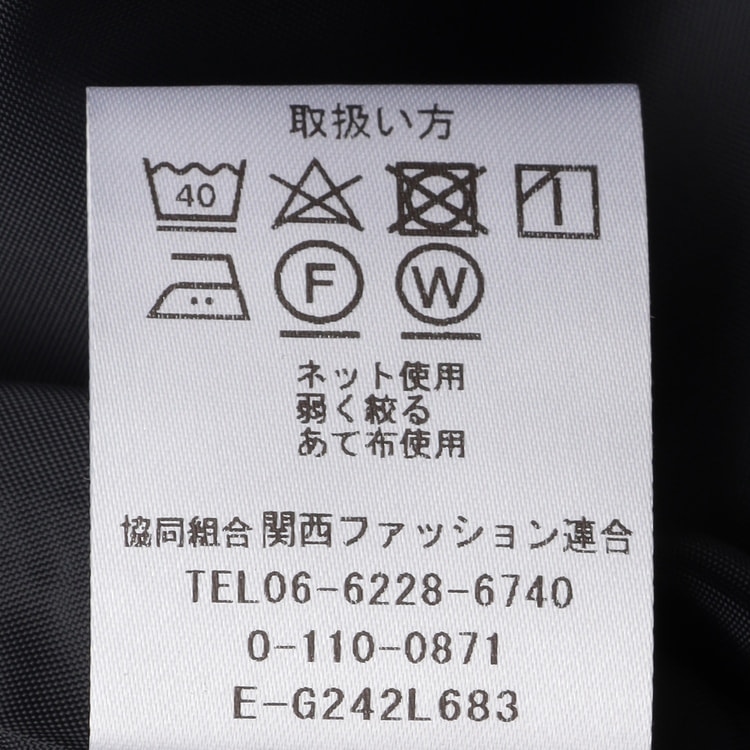 取扱い方
40
F W
ネット使用
弱く絞る
あて布使用
協同組合関西ファッション連合
TEL06-6228-6740
0-110-0871
E-G242L683